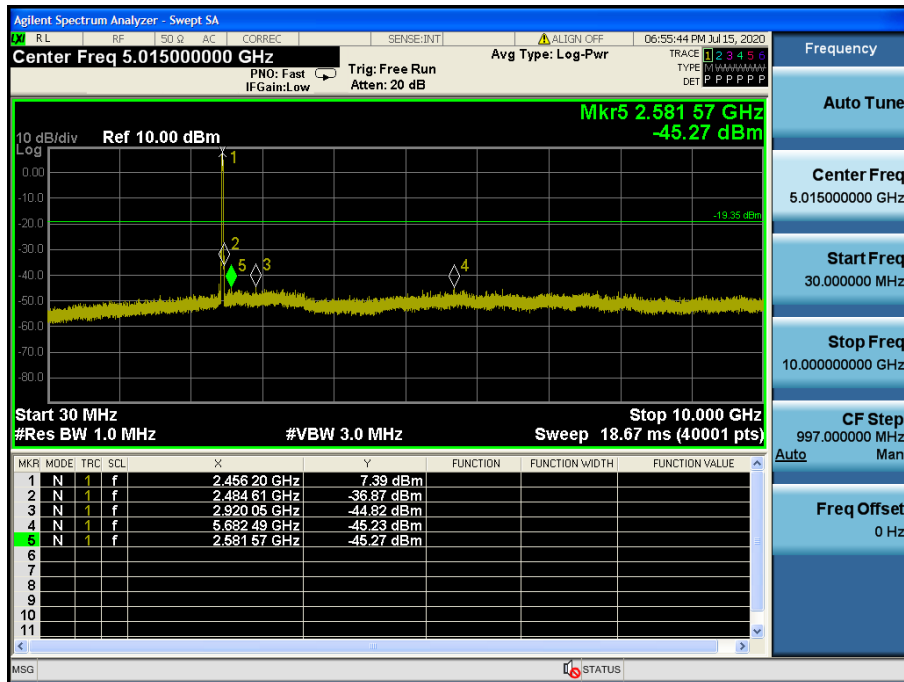 Agilent Spectrum Analyzer - Swept SA
LXI RL RF 50 Ω AC CORREC SENSE:INT ALIGN OFF 06:55:44 PM Jul 15, 2020
Center Freq 5.015000000 GHz
PNO: Fast
IFGain:Low
Trig: Free Run
Atten: 20 dB
Avg Type: Log-Pwr
TRACE 1 2 3 4 5 6
TYPE MWWWWW
DET P P P P P P
Mkr5 2.581 57 GHz
-45.27 dBm
10 dB/div Ref 10.00 dBm
Log
0.00
-10.0
-20.0
-30.0
-40.0
-50.0
-60.0
-70.0
-80.0
1
2
5
3
4
-19.35 dBm
Start 30 MHz Stop 10.000 GHz
#Res BW 1.0 MHz #VBW 3.0 MHz Sweep 18.67 ms (40001 pts)
MKR MODE TRC SCL X Y FUNCTION FUNCTION WIDTH FUNCTION VALUE
1 N 1 f 2.456 20 GHz 7.39 dBm
2 N 1 f 2.484 61 GHz -36.87 dBm
3 N 1 f 2.920 05 GHz -44.82 dBm
4 N 1 f 5.682 49 GHz -45.23 dBm
5 N 1 f 2.581 57 GHz -45.27 dBm
6
7
8
9
10
11
MSG STATUS
Frequency
Auto Tune
Center Freq
5.015000000 GHz
Start Freq
30.000000 MHz
Stop Freq
10.000000000 GHz
CF Step
997.000000 MHz
Auto Man
Freq Offset
0 Hz